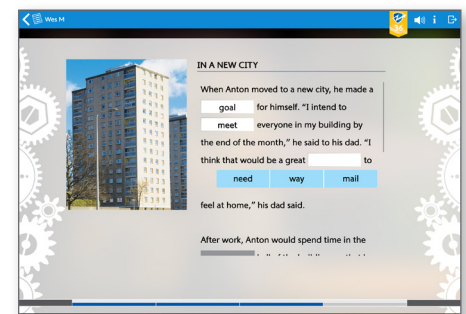 Wes M
36
i
IN A NEW CITY
When Anton moved to a new city, he made a
goal for himself. "I intend to
meet everyone in my building by
the end of the month," he said to his dad. "I
think that would be a great to
need way mail
feel at home," his dad said.
After work, Anton would spend time in the